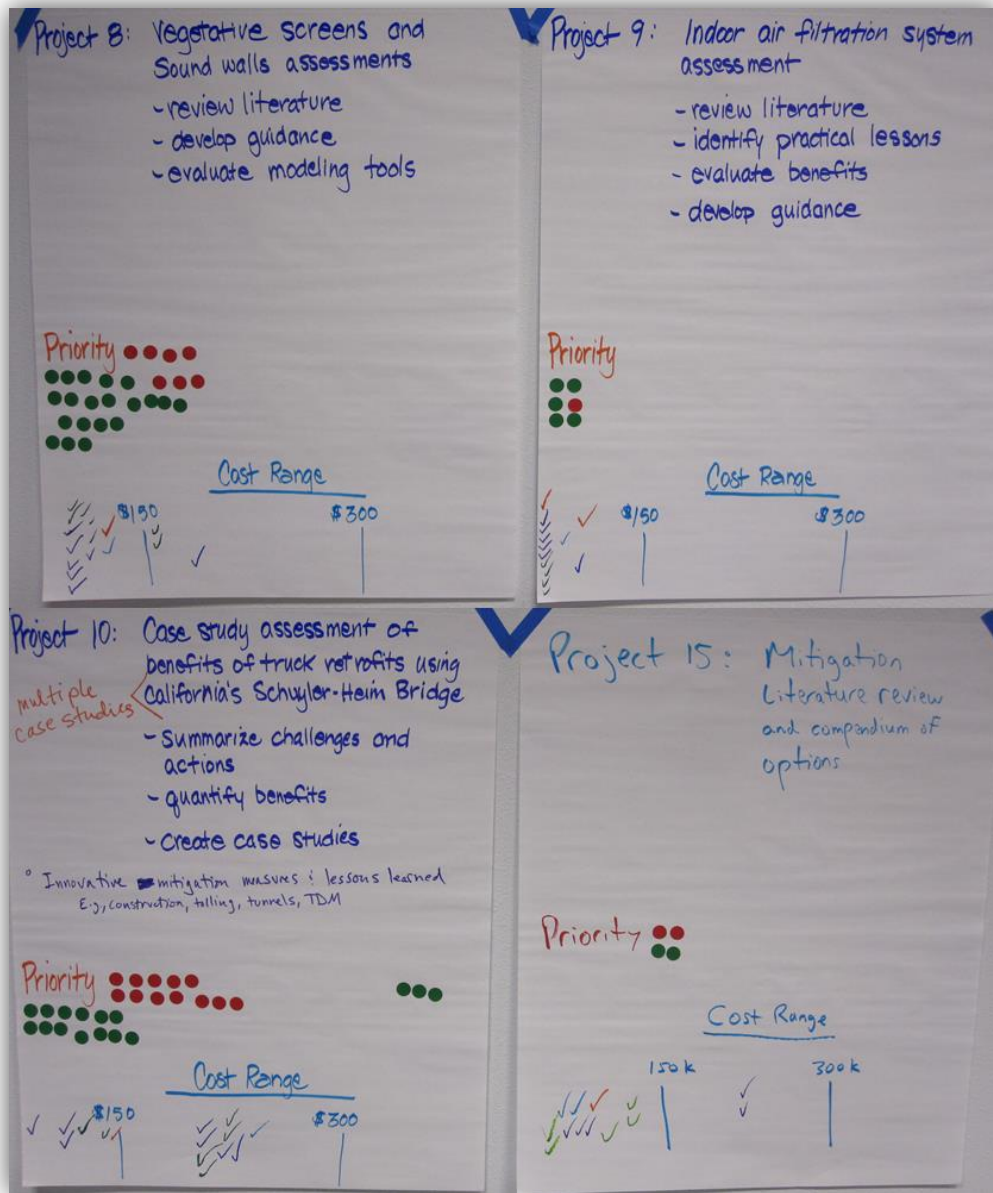 Project 8: Vegetative screens and
Sound walls assessments
- review literature
- develop guidance
- evaluate modeling tools
Priority
Cost Range
$150
$300
Project 9: Indoor air filtration system
assessment
- review literature
- identify practical lessons
- evaluate benefits
- develop guidance
Priority
Cost Range
$150
$300
Project 10: Case study assessment of
benefits of truck retrofits using
California's Schuyler-Heim Bridge
multiple
case studies
- Summarize challenges and
actions
- quantify benefits
- Create case studies
° Innovative mitigation measures & lessons learned
E.g., construction, tolling, tunnels, TDM
Priority
Cost Range
$150
$300
Project 15: Mitigation
Literature review
and compendium of
options
Priority
Cost Range
150k
300k